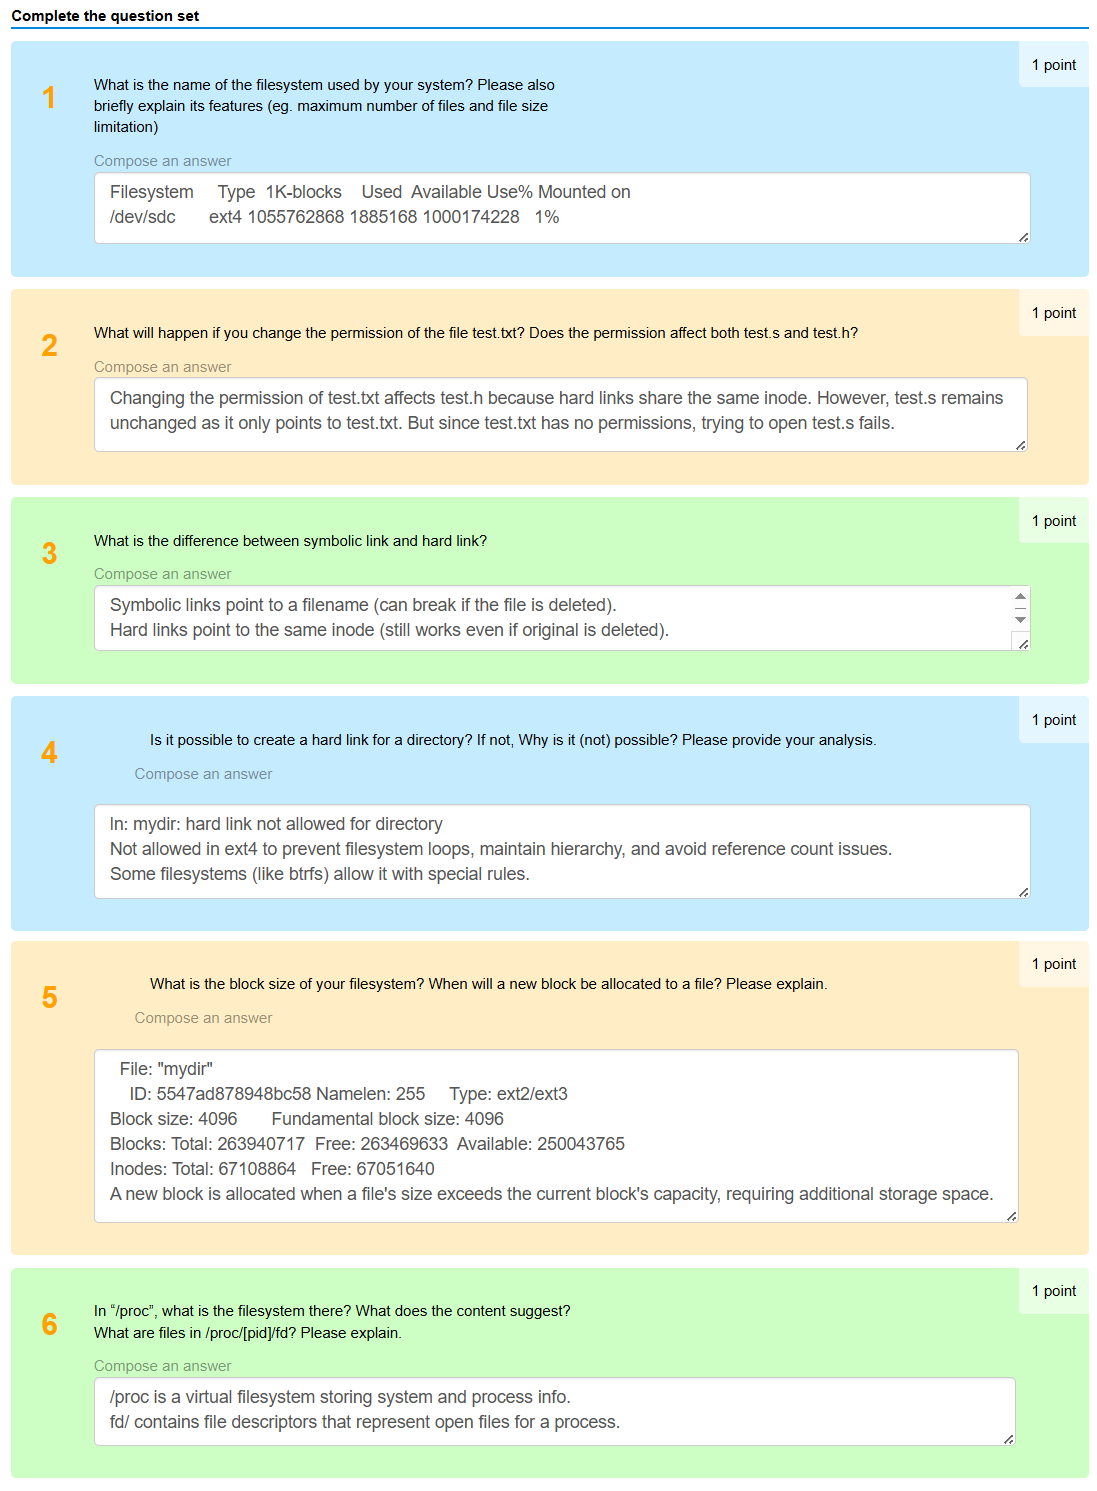 Complete the question set
1 point
1
What is the name of the filesystem used by your system? Please also
briefly explain its features (eg. maximum number of files and file size
limitation)
Compose an answer
Filesystem     Type  1K-blocks    Used  Available Use% Mounted on
/dev/sdc       ext4 1055762868 1885168 1000174228   1%
1 point
2
What will happen if you change the permission of the file test.txt? Does the permission affect both test.s and test.h?
Compose an answer
Changing the permission of test.txt affects test.h because hard links share the same inode. However, test.s remains
unchanged as it only points to test.txt. But since test.txt has no permissions, trying to open test.s fails.
1 point
3
What is the difference between symbolic link and hard link?
Compose an answer
Symbolic links point to a filename (can break if the file is deleted).
Hard links point to the same inode (still works even if original is deleted).
1 point
4
Is it possible to create a hard link for a directory? If not, Why is it (not) possible? Please provide your analysis.
Compose an answer
ln: mydir: hard link not allowed for directory
Not allowed in ext4 to prevent filesystem loops, maintain hierarchy, and avoid reference count issues.
Some filesystems (like btrfs) allow it with special rules.
1 point
5
What is the block size of your filesystem? When will a new block be allocated to a file? Please explain.
Compose an answer
File: "mydir"
ID: 5547ad878948bc58 Namelen: 255     Type: ext2/ext3
Block size: 4096       Fundamental block size: 4096
Blocks: Total: 263940717  Free: 263469633  Available: 250043765
Inodes: Total: 67108864   Free: 67051640
A new block is allocated when a file's size exceeds the current block's capacity, requiring additional storage space.
1 point
6
In “/proc”, what is the filesystem there? What does the content suggest?
What are files in /proc/[pid]/fd? Please explain.
Compose an answer
/proc is a virtual filesystem storing system and process info.
fd/ contains file descriptors that represent open files for a process.